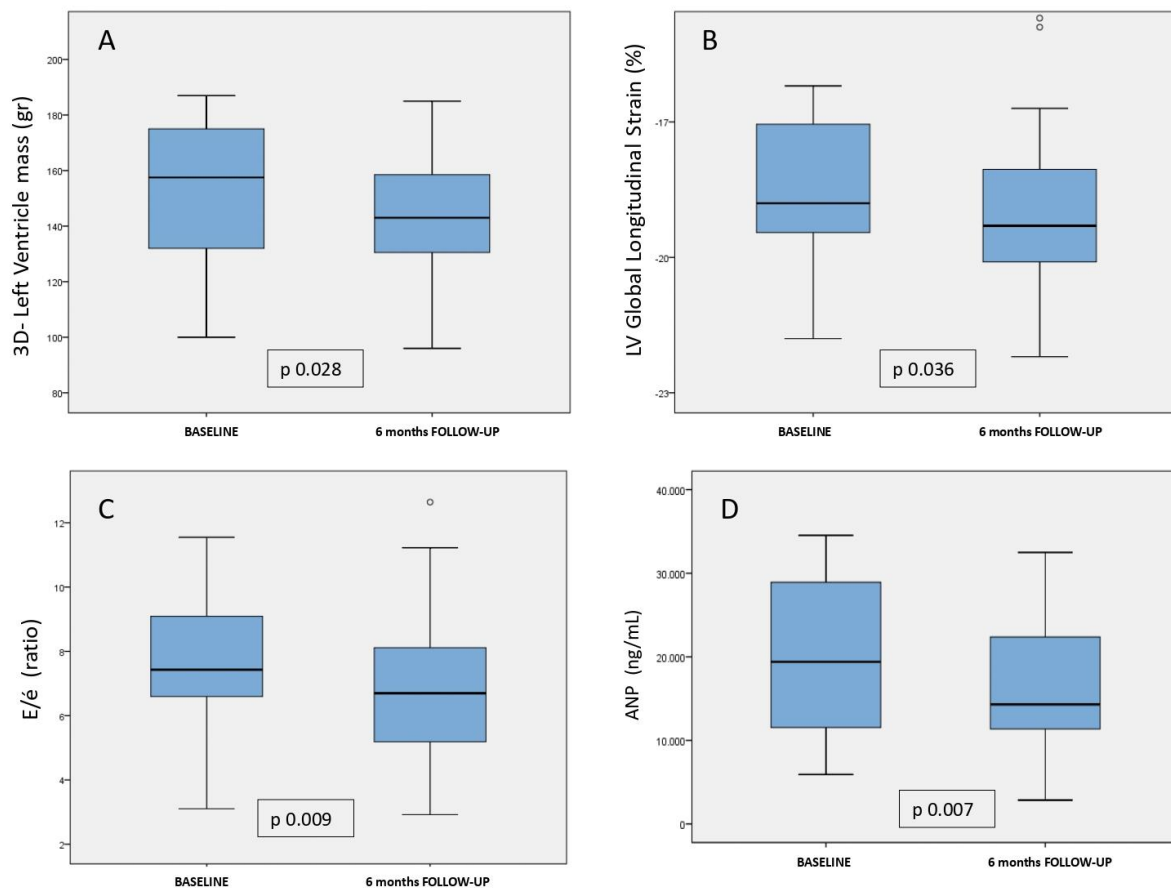 A
3D- Left Ventricle mass (gr)
200
180
160
140
120
100
80
p 0.028
BASELINE
6 months FOLLOW-UP
B
LV Global Longitudinal Strain (%)
-17
-20
-23
p 0.036
BASELINE
6 months FOLLOW-UP
C
E/é (ratio)
12
10
8
6
4
2
p 0.009
BASELINE
6 months FOLLOW-UP
D
ANP (ng/mL)
40.000
30.000
20.000
10.000
0
p 0.007
BASELINE
6 months FOLLOW-UP